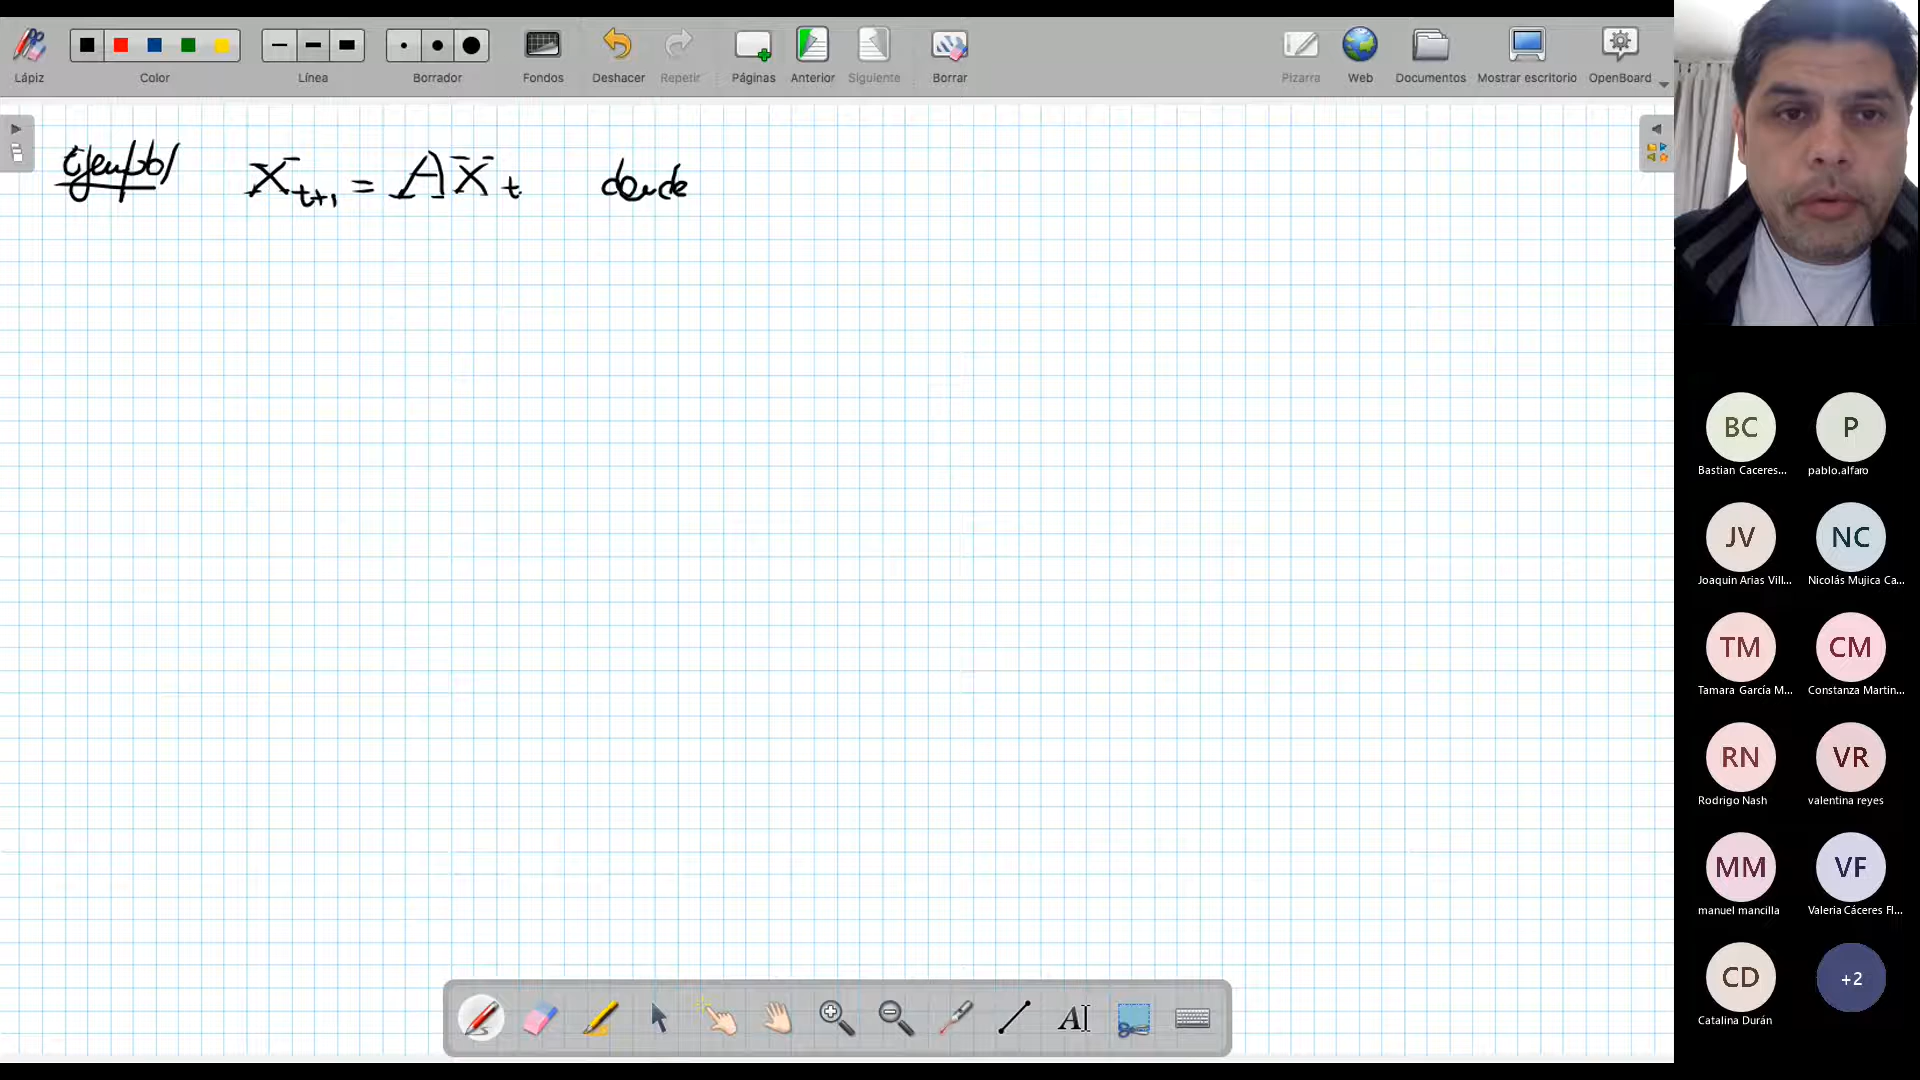 Lápiz Color Línea Borrador Fondos Deshacer Repetir Páginas Anterior Siguiente Borrar Pizarra Web Documentos Mostrar escritorio OpenBoard
X_{t+1} = A X_t donde
BC P
Bastian Caceres... pablo.alfaro
JV NC
Joaquin Arias Vill... Nicolás Mujica Ca...
TM CM
Tamara García M... Constanza Martin...
RN VR
Rodrigo Nash valentina reyes
MM VF
manuel mancilla Valeria Cáceres Fl...
CD +2
Catalina Durán